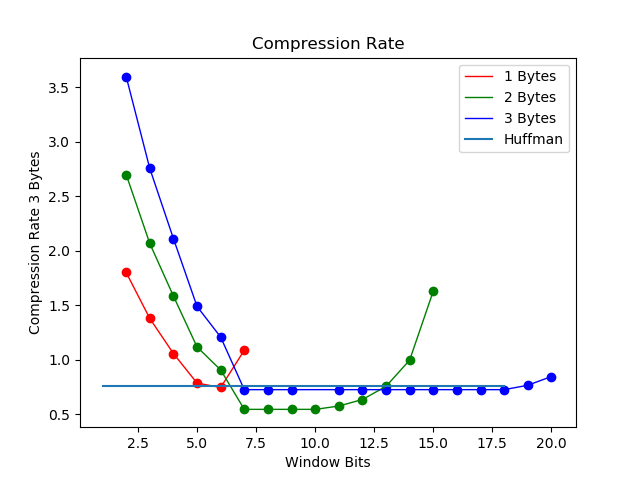 Compression Rate
1 Bytes
2 Bytes
3 Bytes
Huffman
Compression Rate 3 Bytes
3.5
3.0
2.5
2.0
1.5
1.0
0.5
2.5 5.0 7.5 10.0 12.5 15.0 17.5 20.0
Window Bits